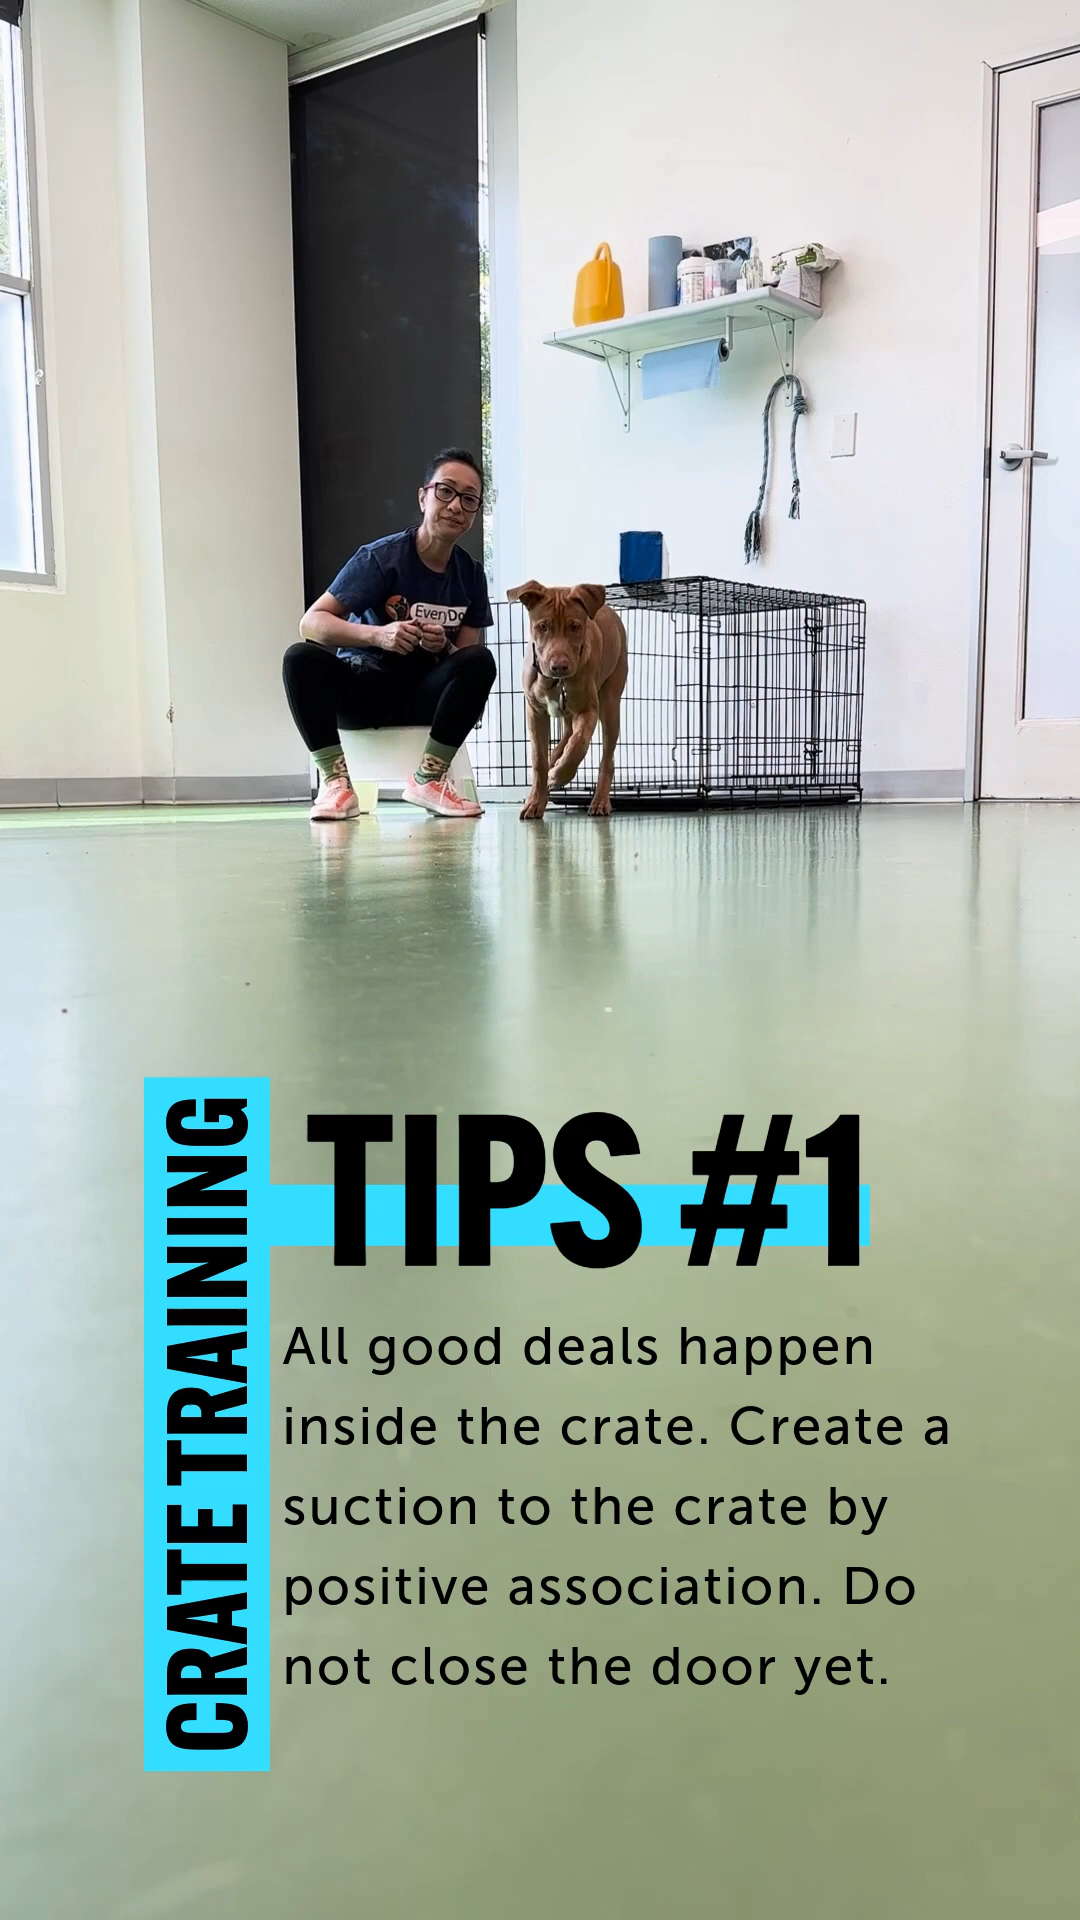 EveryDo
CRATE TRAINING
TIPS #1
All good deals happen
inside the crate. Create a
suction to the crate by
positive association. Do
not close the door yet.